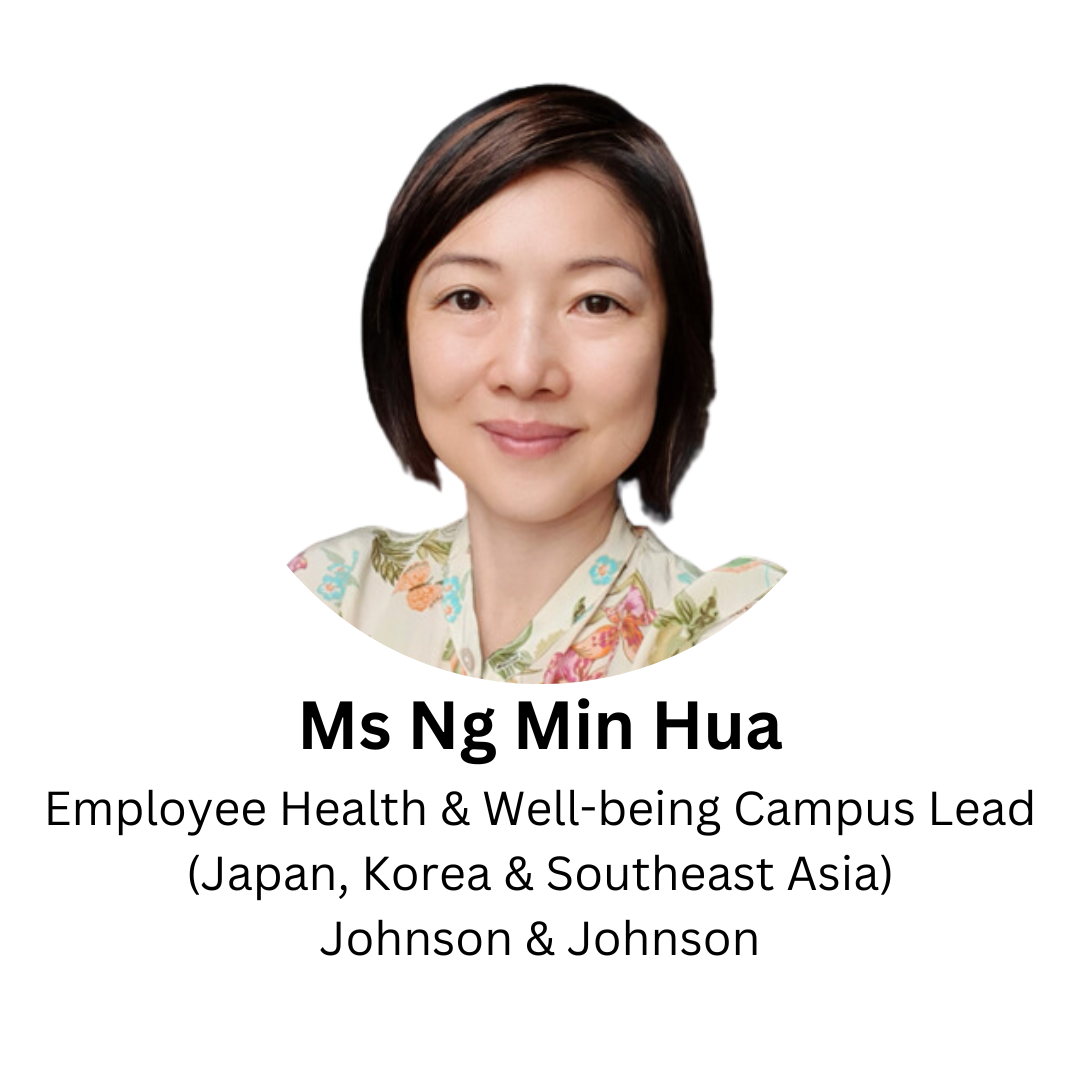 Ms Ng Min Hua
Employee Health & Well-being Campus Lead
(Japan, Korea & Southeast Asia)
Johnson & Johnson